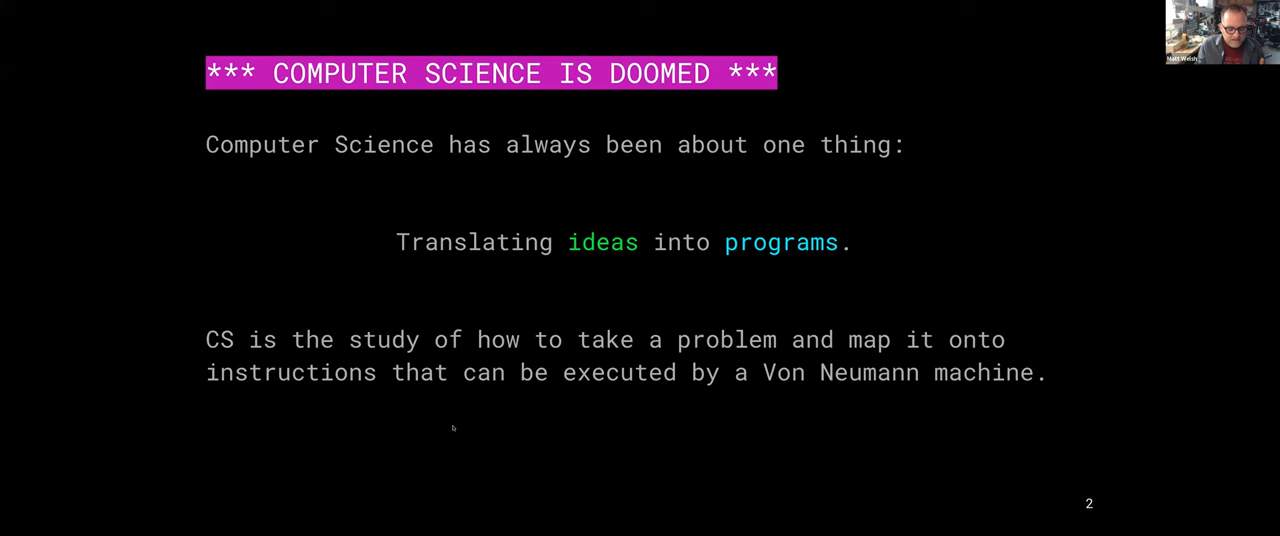 *** COMPUTER SCIENCE IS DOOMED ***
Matt Welsh
Computer Science has always been about one thing:
Translating ideas into programs.
CS is the study of how to take a problem and map it onto
instructions that can be executed by a Von Neumann machine.
2